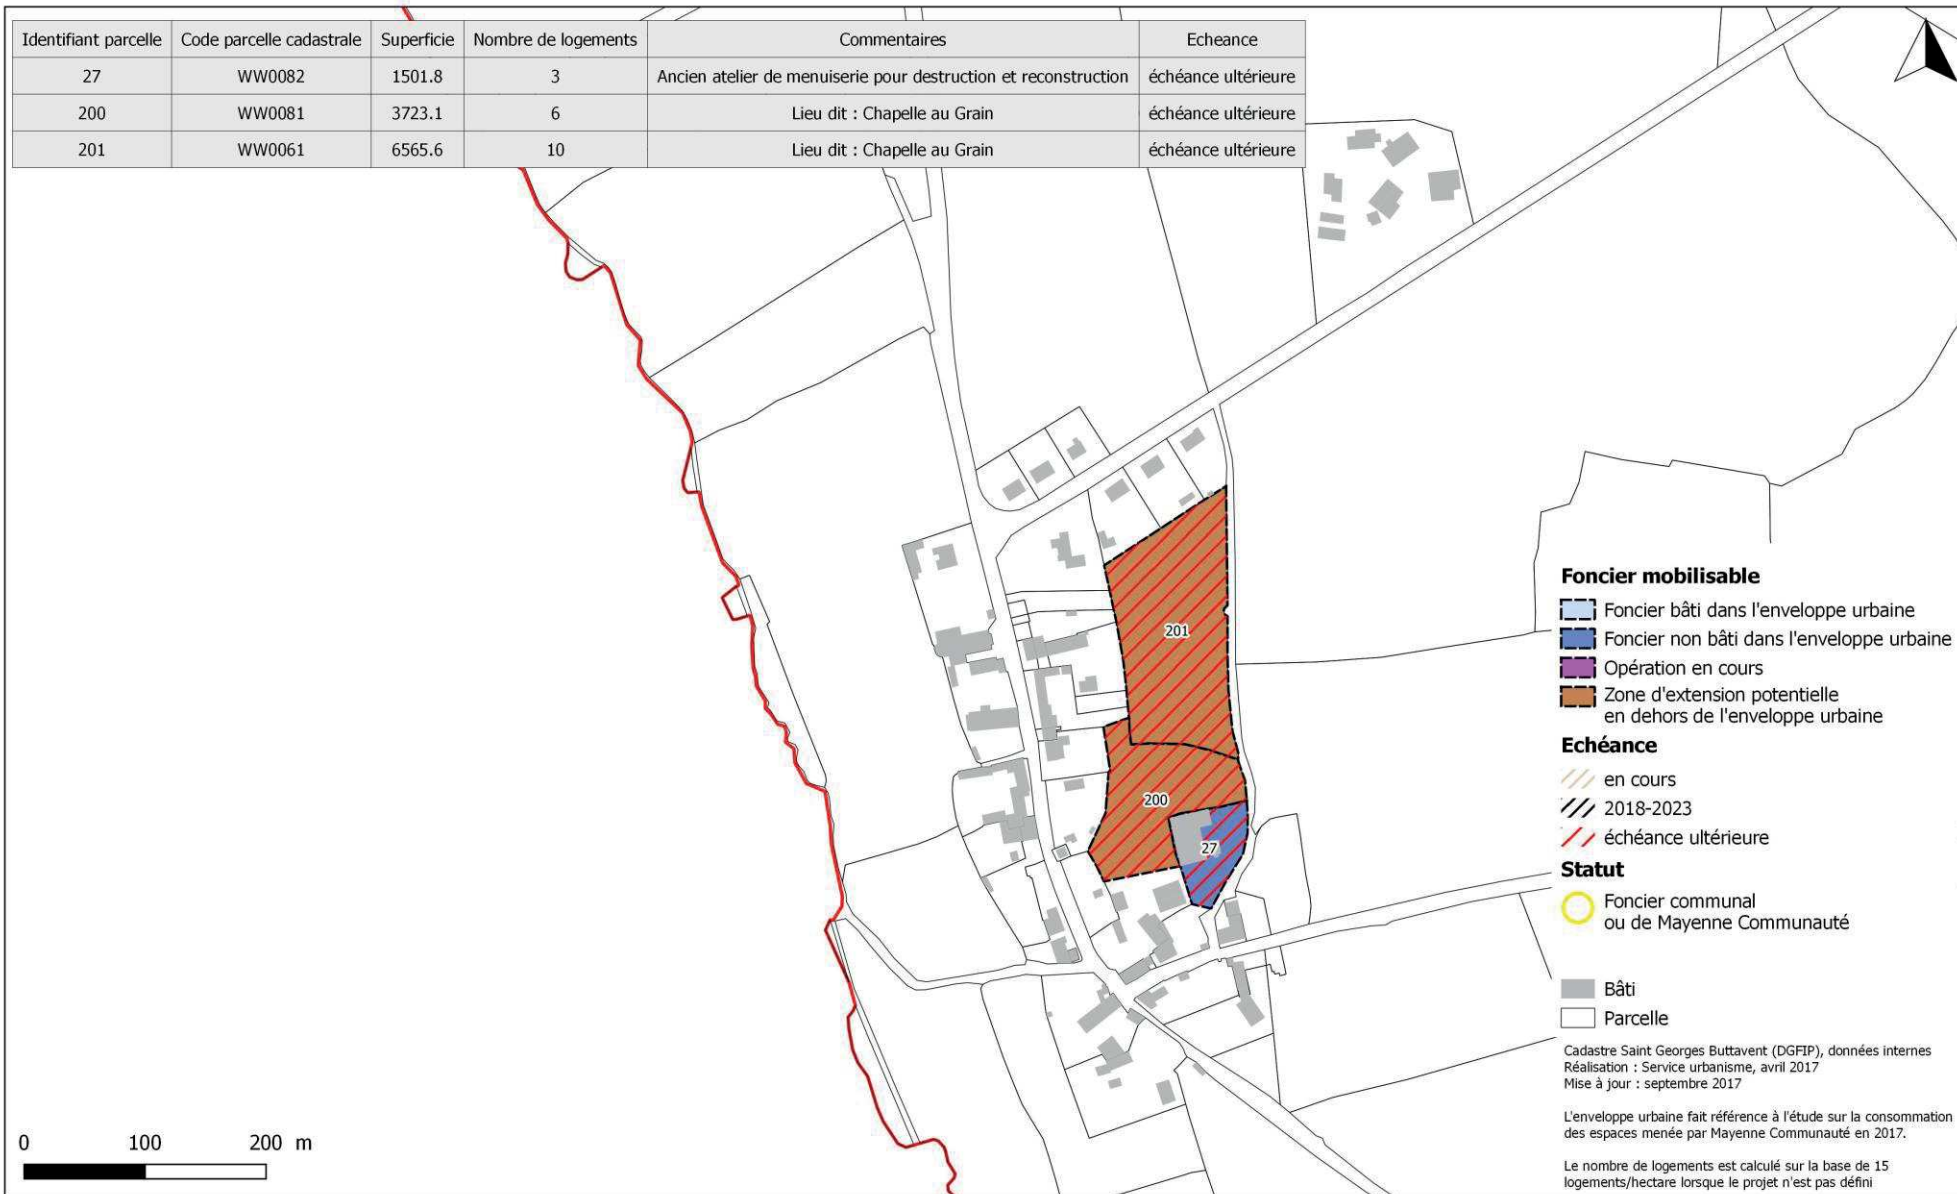 Identifiant parcelle Code parcelle cadastrale Superficie Nombre de logements Commentaires Echeance
27 WW0082 1501.8 3 Ancien atelier de menuiserie pour destruction et reconstruction échéance ultérieure
200 WW0081 3723.1 6 Lieu dit : Chapelle au Grain échéance ultérieure
201 WW0061 6565.6 10 Lieu dit : Chapelle au Grain échéance ultérieure
201
200
27
Foncier mobilisable
Foncier bâti dans l'enveloppe urbaine
Foncier non bâti dans l'enveloppe urbaine
Opération en cours
Zone d'extension potentielle
en dehors de l'enveloppe urbaine
Echéance
en cours
2018-2023
échéance ultérieure
Statut
Foncier communal
ou de Mayenne Communauté
Bâti
Parcelle
Cadastre Saint Georges Buttavent (DGFIP), données internes
Réalisation : Service urbanisme, avril 2017
Mise à jour : septembre 2017
L'enveloppe urbaine fait référence à l'étude sur la consommation
des espaces menée par Mayenne Communauté en 2017.
Le nombre de logements est calculé sur la base de 15
logements/hectare lorsque le projet n'est pas défini
0 100 200 m